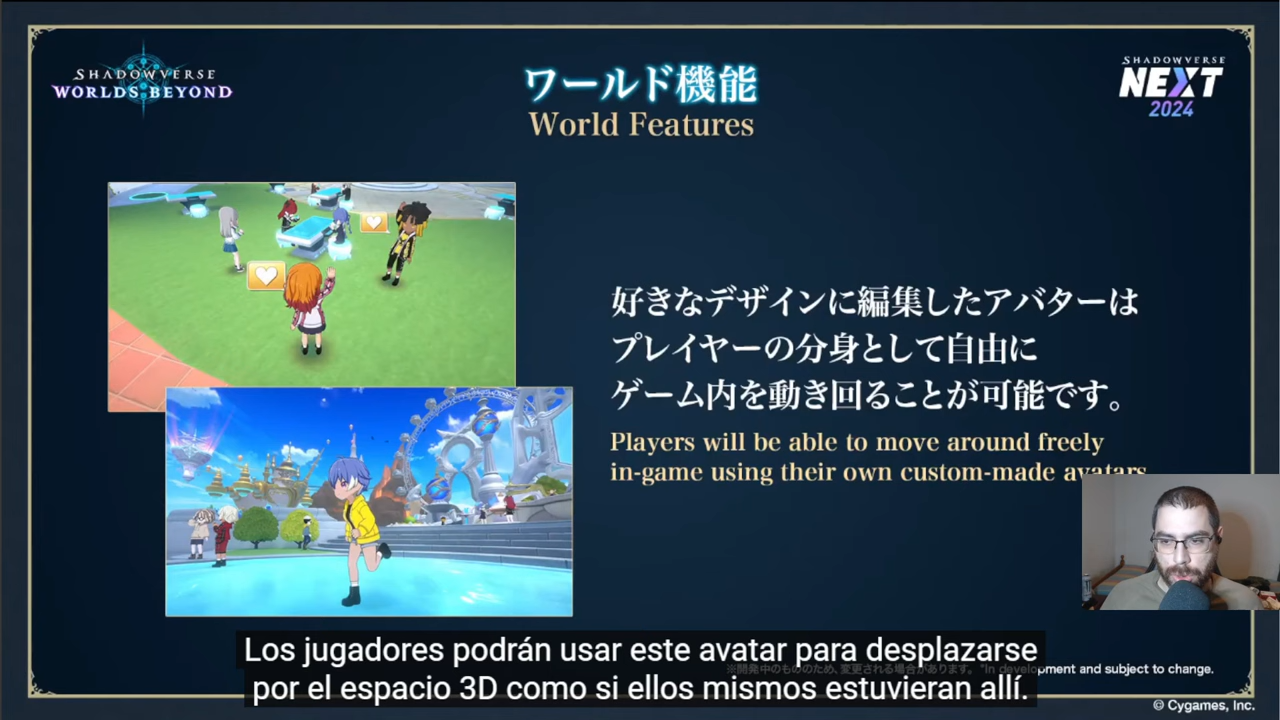 SHADOWVERSE
WORLDS BEYOND
ワールド機能
World Features
SHADOWVERSE
NEXT
2024
好きなデザインに編集したアバターは
プレイヤーの分身として自由に
ゲーム内を動き回ることが可能です。
Players will be able to move around freely
in-game using their own custom-made avatars
Los jugadores podrán usar este avatar para desplazarse
por el espacio 3D como si ellos mismos estuvieran allí.
※開発中のものため、変更される場合があります。 *In development and subject to change.
© Cygames, Inc.